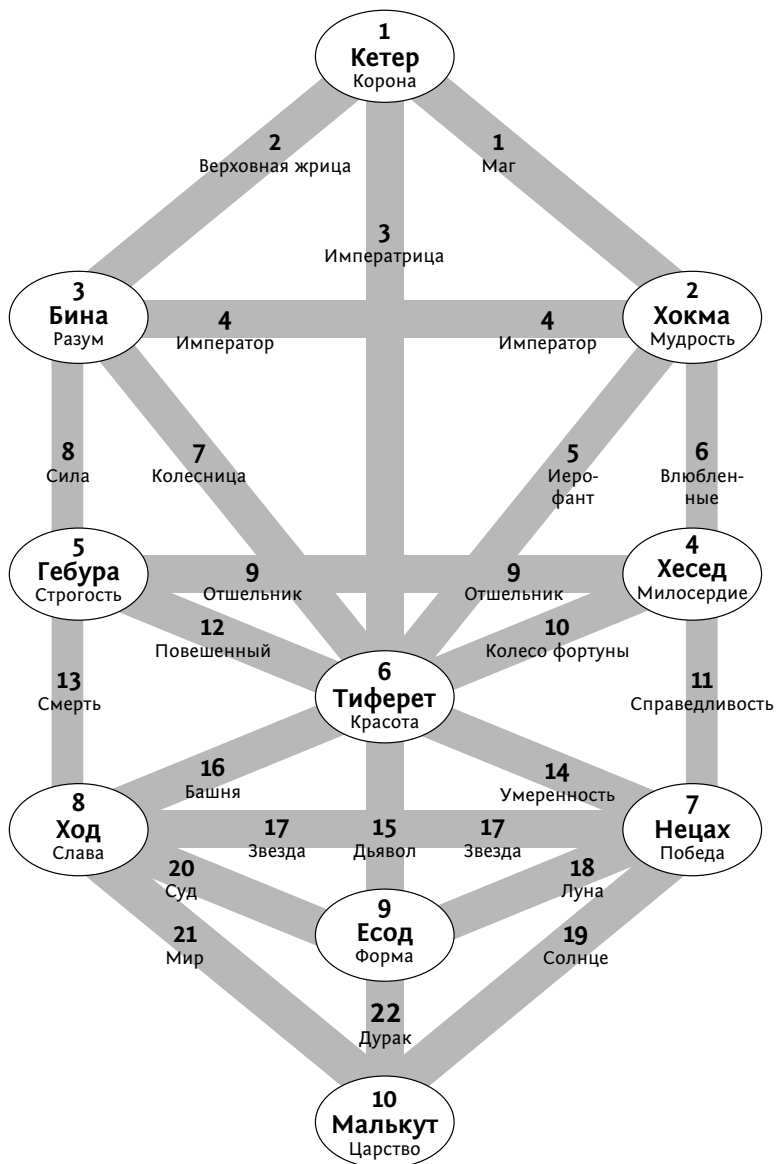 1
Кетер
Корона
2
Верховная жрица
1
Маг
3
Императрица
3
Бина
Разум
2
Хокма
Мудрость
4
Император
4
Император
8
Сила
7
Колесница
5
Иеро-
фант
6
Влюблен-
ные
5
Гебура
Строгость
4
Хесед
Милосердие
9
Отшельник
9
Отшельник
12
Повешенный
10
Колесо фортуны
6
Тиферет
Красота
13
Смерть
11
Справедливость
16
Башня
14
Умеренность
8
Ход
Слава
7
Нецах
Победа
17
Звезда
15
Дьявол
17
Звезда
20
Суд
18
Луна
9
Есод
Форма
21
Мир
19
Солнце
22
Дурак
10
Малькут
Царство